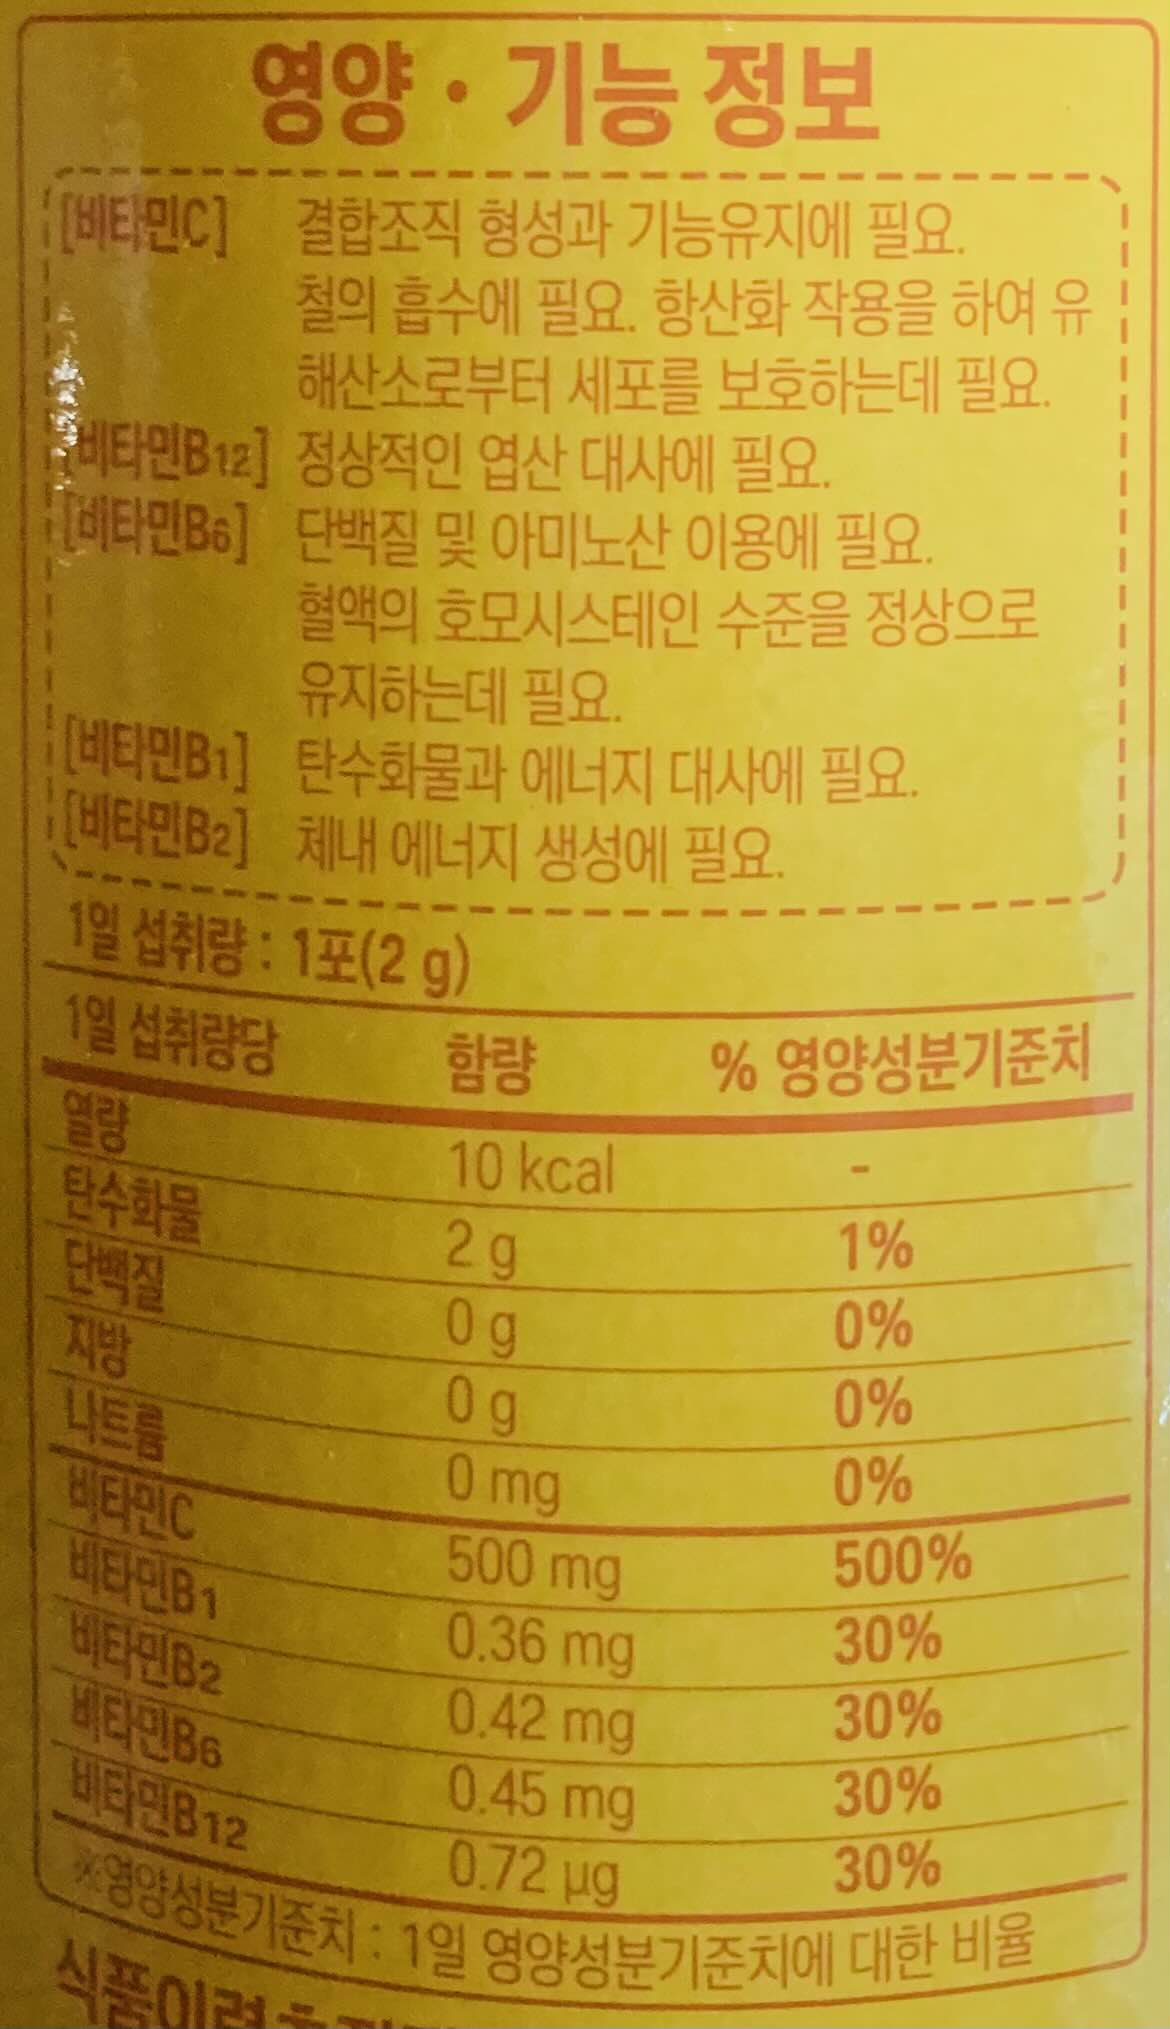 영양·기능 정보
[비타민C] 결합조직 형성과 기능유지에 필요.
철의 흡수에 필요. 항산화 작용을 하여 유
해산소로부터 세포를 보호하는데 필요.
[비타민B12] 정상적인 엽산 대사에 필요.
[비타민B6] 단백질 및 아미노산 이용에 필요.
혈액의 호모시스테인 수준을 정상으로
유지하는데 필요.
[비타민B1] 탄수화물과 에너지 대사에 필요.
[비타민B2] 체내 에너지 생성에 필요.
1일 섭취량 : 1포(2 g)
1일 섭취량당 함량 % 영양성분기준치
열량 10 kcal -
탄수화물 2 g 1%
단백질 0 g 0%
지방 0 g 0%
나트륨 0 mg 0%
비타민C 500 mg 500%
비타민B1 0.36 mg 30%
비타민B2 0.42 mg 30%
비타민B6 0.45 mg 30%
비타민B12 0.72 µg 30%
※영양성분기준치 : 1일 영양성분기준치에 대한 비율
식품이력